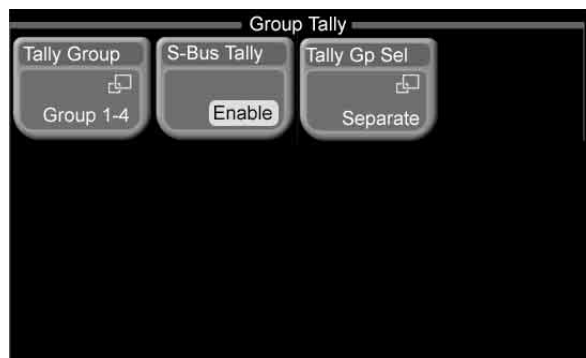 Group Tally
Tally Group
Group 1-4
S-Bus Tally
Enable
Tally Gp Sel
Separate